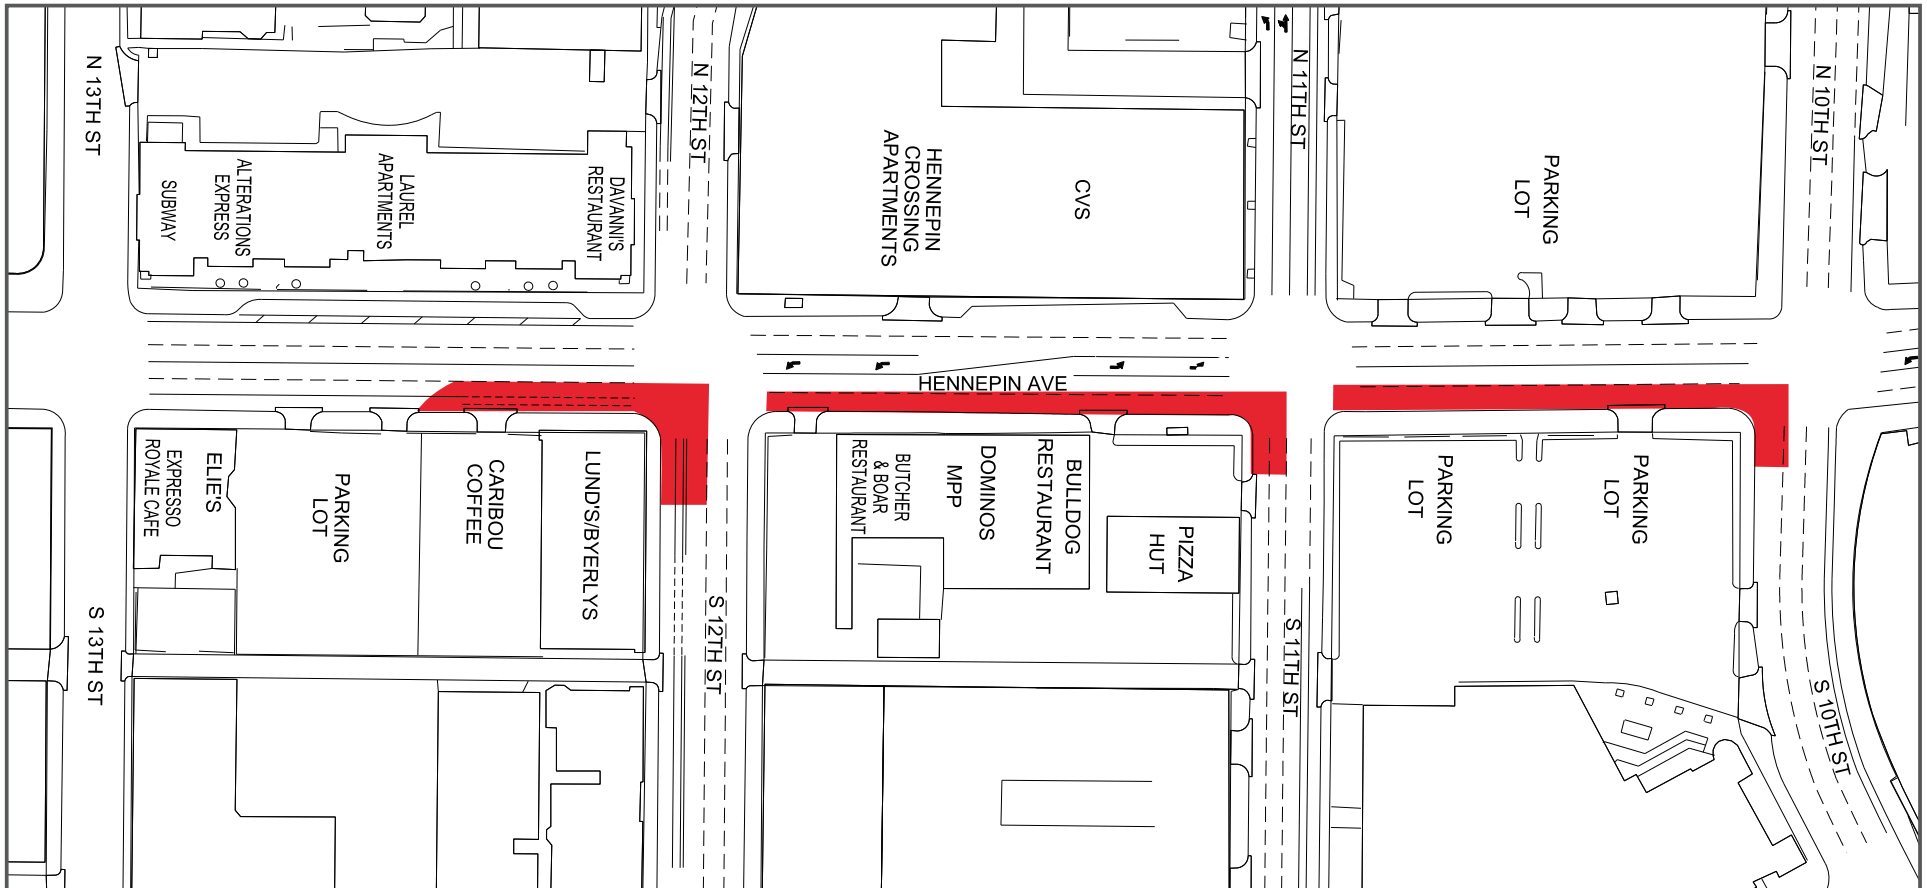 N 13TH ST
SUBWAY
ALTERATIONS
EXPRESS
LAUREL
APARTMENTS
DAVANNI'S
RESTAURANT
N 12TH ST
HENNEPIN
CROSSING
APARTMENTS
CVS
N 11TH ST
PARKING
LOT
N 10TH ST
HENNEPIN AVE
S 13TH ST
ELIE'S
EXPRESSO
ROYALE CAFE
PARKING
LOT
CARIBOU
COFFEE
LUND'S/BYERLYS
S 12TH ST
BUTCHER
& BOAR
RESTAURANT
DOMINOS
MPP
BULLDOG
RESTAURANT
PIZZA
HUT
S 11TH ST
PARKING
LOT
PARKING
LOT
S 10TH ST